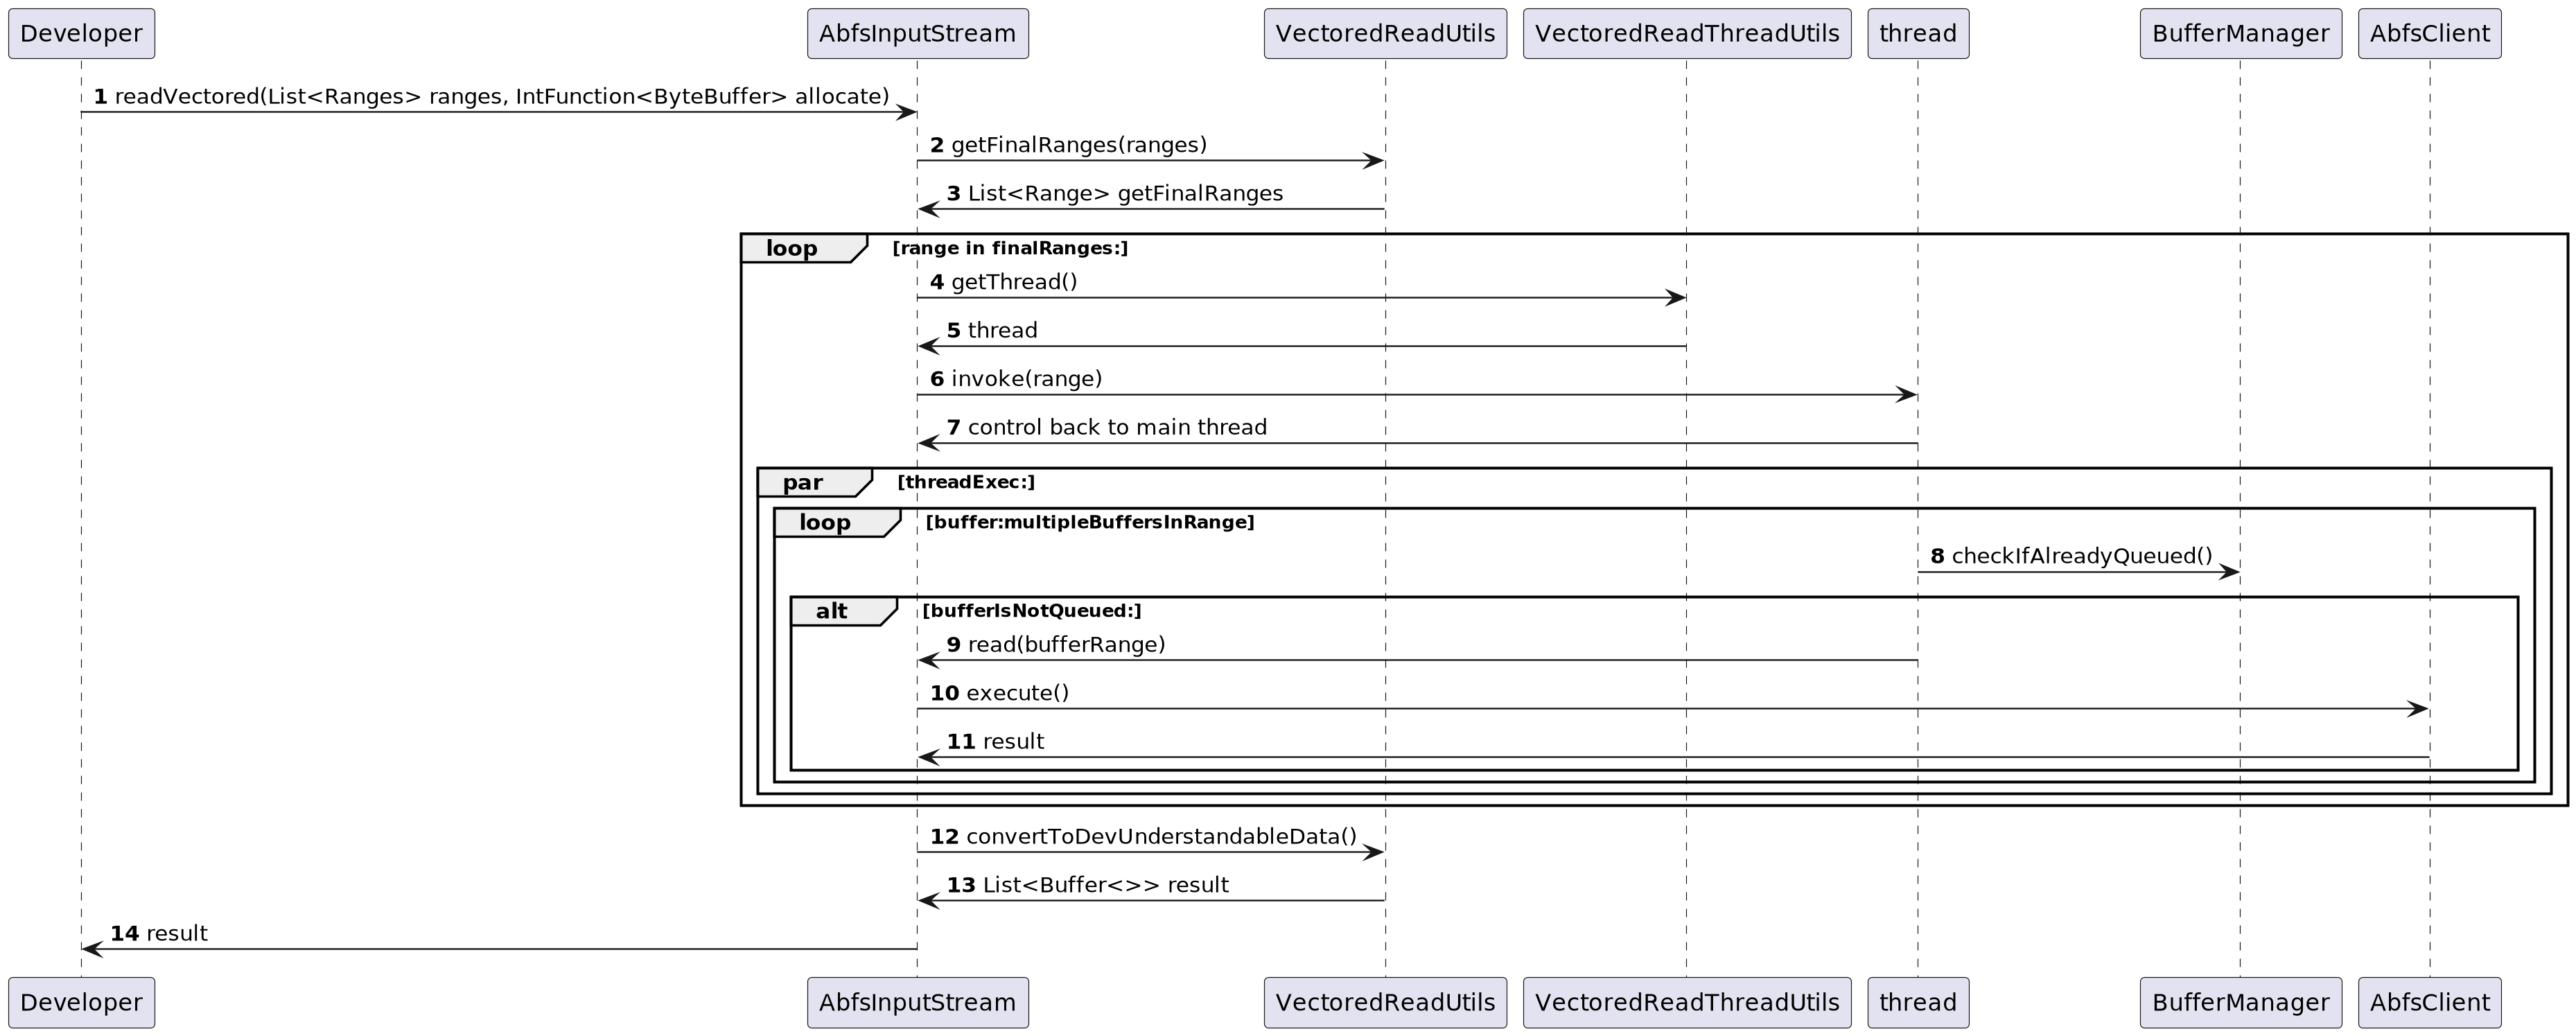 Developer AbfsInputStream VectoredReadUtils VectoredReadThreadUtils thread BufferManager AbfsClient
1 readVectored(List<Ranges> ranges, IntFunction<ByteBuffer> allocate)
2 getFinalRanges(ranges)
3 List<Range> getFinalRanges
loop [range in finalRanges:]
4 getThread()
5 thread
6 invoke(range)
7 control back to main thread
par [threadExec:]
loop [buffer:multipleBuffersInRange]
8 checkIfAlreadyQueued()
alt [bufferIsNotQueued:]
9 read(bufferRange)
10 execute()
11 result
12 convertToDevUnderstandableData()
13 List<Buffer<>> result
14 result
Developer AbfsInputStream VectoredReadUtils VectoredReadThreadUtils thread BufferManager AbfsClient